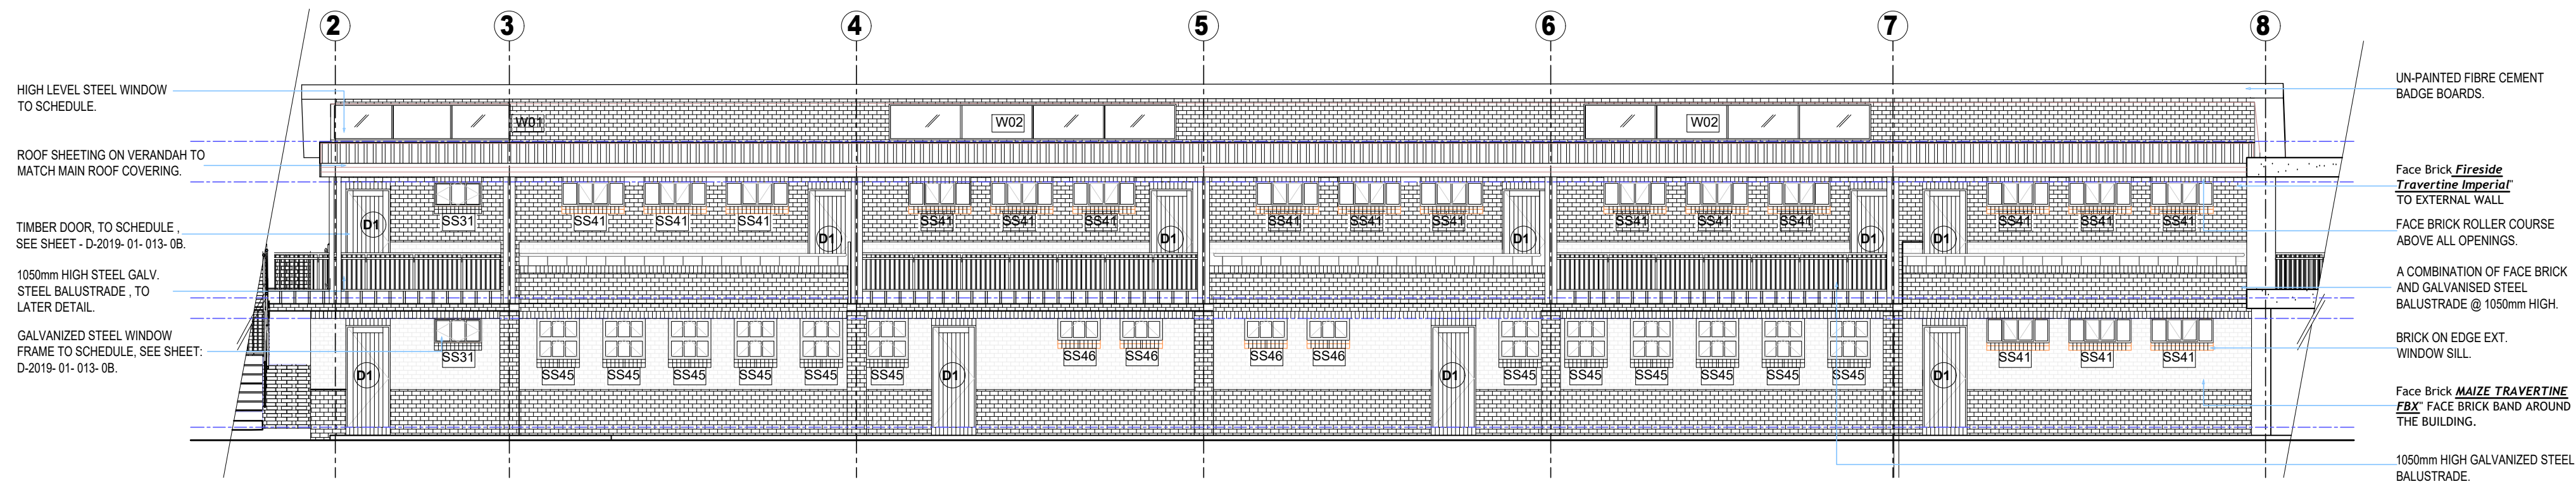 2 3 4 5 6 7 8
HIGH LEVEL STEEL WINDOW
TO SCHEDULE.
ROOF SHEETING ON VERANDAH TO
MATCH MAIN ROOF COVERING.
TIMBER DOOR, TO SCHEDULE ,
SEE SHEET - D-2019- 01- 013- 0B.
1050mm HIGH STEEL GALV.
STEEL BALUSTRADE , TO
LATER DETAIL.
GALVANIZED STEEL WINDOW
FRAME TO SCHEDULE, SEE SHEET:
D-2019- 01- 013- 0B.
W01 W02 W02
SS31 SS41 SS41 SS41 SS41 SS41 SS41 SS41 SS41 SS41 SS41 SS41 SS41 SS41 SS41 SS41
D1 D1 D1 D1 D1 D1
SS31 SS46 SS46 SS46 SS46 SS41 SS41 SS41
SS45 SS45 SS45 SS45 SS45 SS45 SS45 SS45 SS45 SS45 SS45 SS45
D1 D1 D1 D1
UN-PAINTED FIBRE CEMENT
BADGE BOARDS.
Face Brick Fireside
Travertine Imperial"
TO EXTERNAL WALL
FACE BRICK ROLLER COURSE
ABOVE ALL OPENINGS.
A COMBINATION OF FACE BRICK
AND GALVANISED STEEL
BALUSTRADE @ 1050mm HIGH.
BRICK ON EDGE EXT.
WINDOW SILL.
Face Brick MAIZE TRAVERTINE
FBX" FACE BRICK BAND AROUND
THE BUILDING.
1050mm HIGH GALVANIZED STEEL
BALUSTRADE.